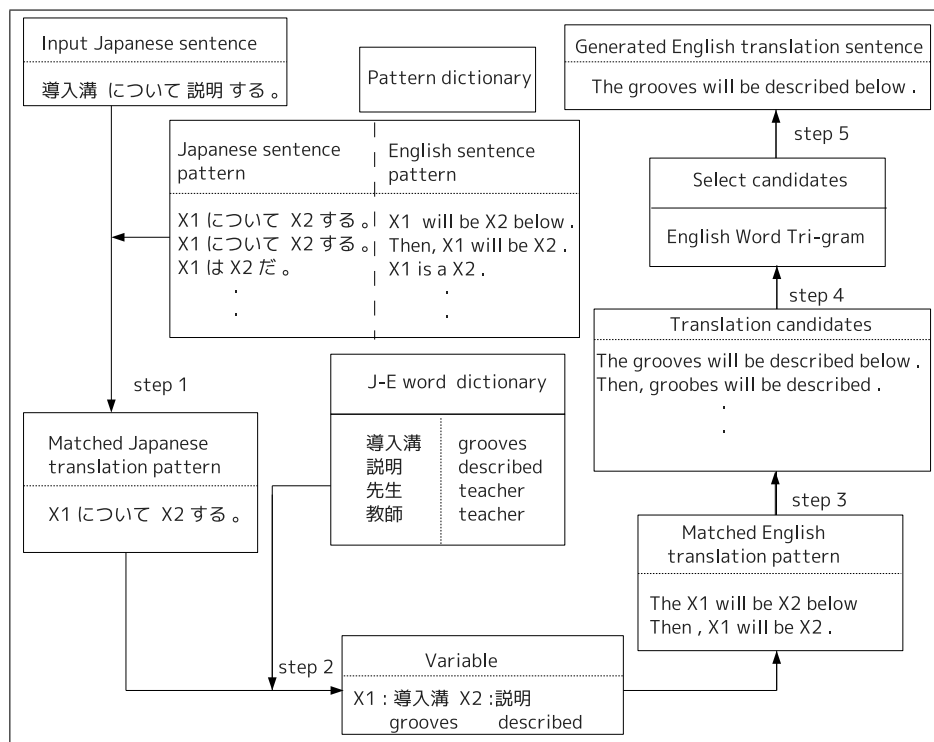 Input Japanese sentence
導入溝 について 説明 する 。
Pattern dictionary
Japanese sentence pattern
English sentence pattern
X1 について X2 する 。
X1 will be X2 below .
X1 について X2 する 。
Then, X1 will be X2 .
X1 は X2 だ 。
X1 is a X2 .
.
.
.
.
step 1
Matched Japanese
translation pattern
X1 について X2 する 。
J-E word dictionary
導入溝 grooves
説明 described
先生 teacher
教師 teacher
step 2
Variable
X1 : 導入溝 X2 :説明
grooves described
Matched English
translation pattern
The X1 will be X2 below
Then , X1 will be X2 .
step 3
Translation candidates
The grooves will be described below .
Then, groobes will be described .
.
.
step 4
Select candidates
English Word Tri-gram
step 5
Generated English translation sentence
The grooves will be described below .